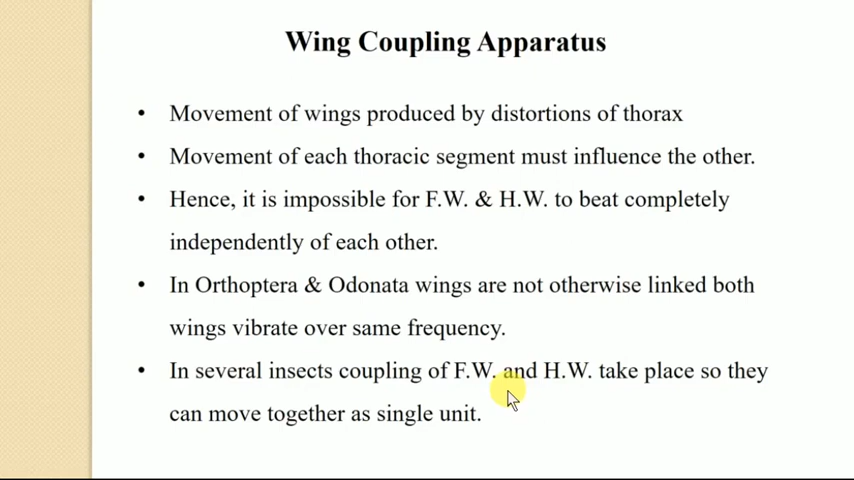 Wing Coupling Apparatus
• Movement of wings produced by distortions of thorax
• Movement of each thoracic segment must influence the other.
• Hence, it is impossible for F.W. & H.W. to beat completely
independently of each other.
• In Orthoptera & Odonata wings are not otherwise linked both
wings vibrate over same frequency.
• In several insects coupling of F.W. and H.W. take place so they
can move together as single unit.